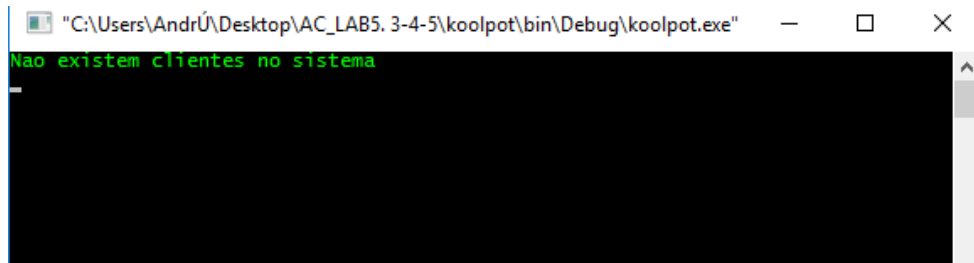 "C:\Users\AndrÚ\Desktop\AC_LAB5. 3-4-5\koolpot\bin\Debug\koolpot.exe"
Nao existem clientes no sistema